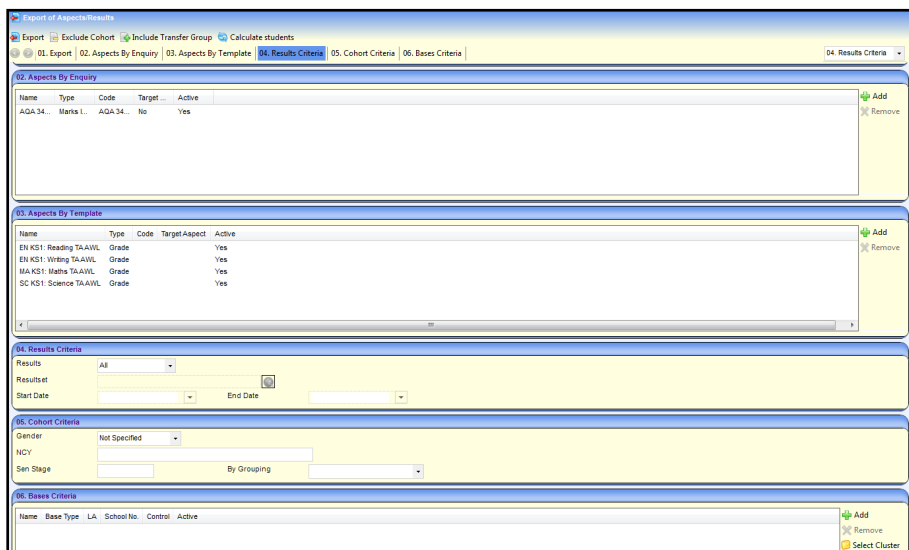 Export of Aspects/Results
Export Exclude Cohort Include Transfer Group Calculate students
01. Export 02. Aspects By Enquiry 03. Aspects By Template 04. Results Criteria 05. Cohort Criteria 06. Bases Criteria 04. Results Criteria
02. Aspects By Enquiry
Name Type Code Target ... Active Add
AQA 34... Marks I... AQA 34... No Yes Remove
03. Aspects By Template
Name Type Code Target Aspect Active Add
EN KS1: Reading TA AWL Grade Yes Remove
EN KS1: Writing TA AWL Grade Yes
MA KS1: Maths TA AWL Grade Yes
SC KS1: Science TA AWL Grade Yes
04. Results Criteria
Results All
Resultset
Start Date End Date
05. Cohort Criteria
Gender Not Specified
NCY
Sen Stage By Grouping
06. Bases Criteria
Name Base Type LA School No. Control Active Add
Remove
Select Cluster